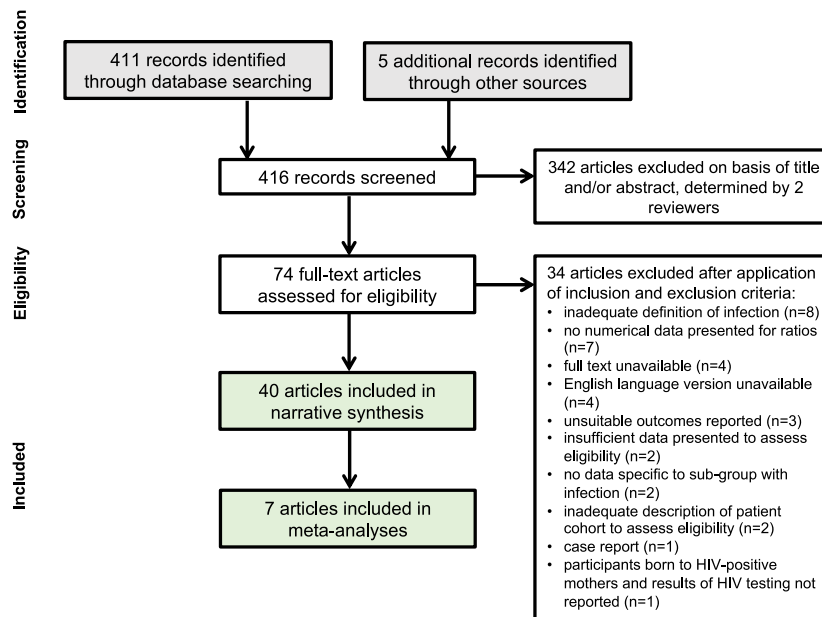 Identification
411 records identified
through database searching
5 additional records identified
through other sources
Screening
416 records screened
342 articles excluded on basis of title
and/or abstract, determined by 2
reviewers
Eligibility
74 full-text articles
assessed for eligibility
34 articles excluded after application
of inclusion and exclusion criteria:
• inadequate definition of infection (n=8)
• no numerical data presented for ratios
(n=7)
• full text unavailable (n=4)
• English language version unavailable
(n=4)
• unsuitable outcomes reported (n=3)
• insufficient data presented to assess
eligibility (n=2)
• no data specific to sub-group with
infection (n=2)
• inadequate description of patient
cohort to assess eligibility (n=2)
• case report (n=1)
• participants born to HIV-positive
mothers and results of HIV testing not
reported (n=1)
Included
40 articles included in
narrative synthesis
7 articles included in
meta-analyses